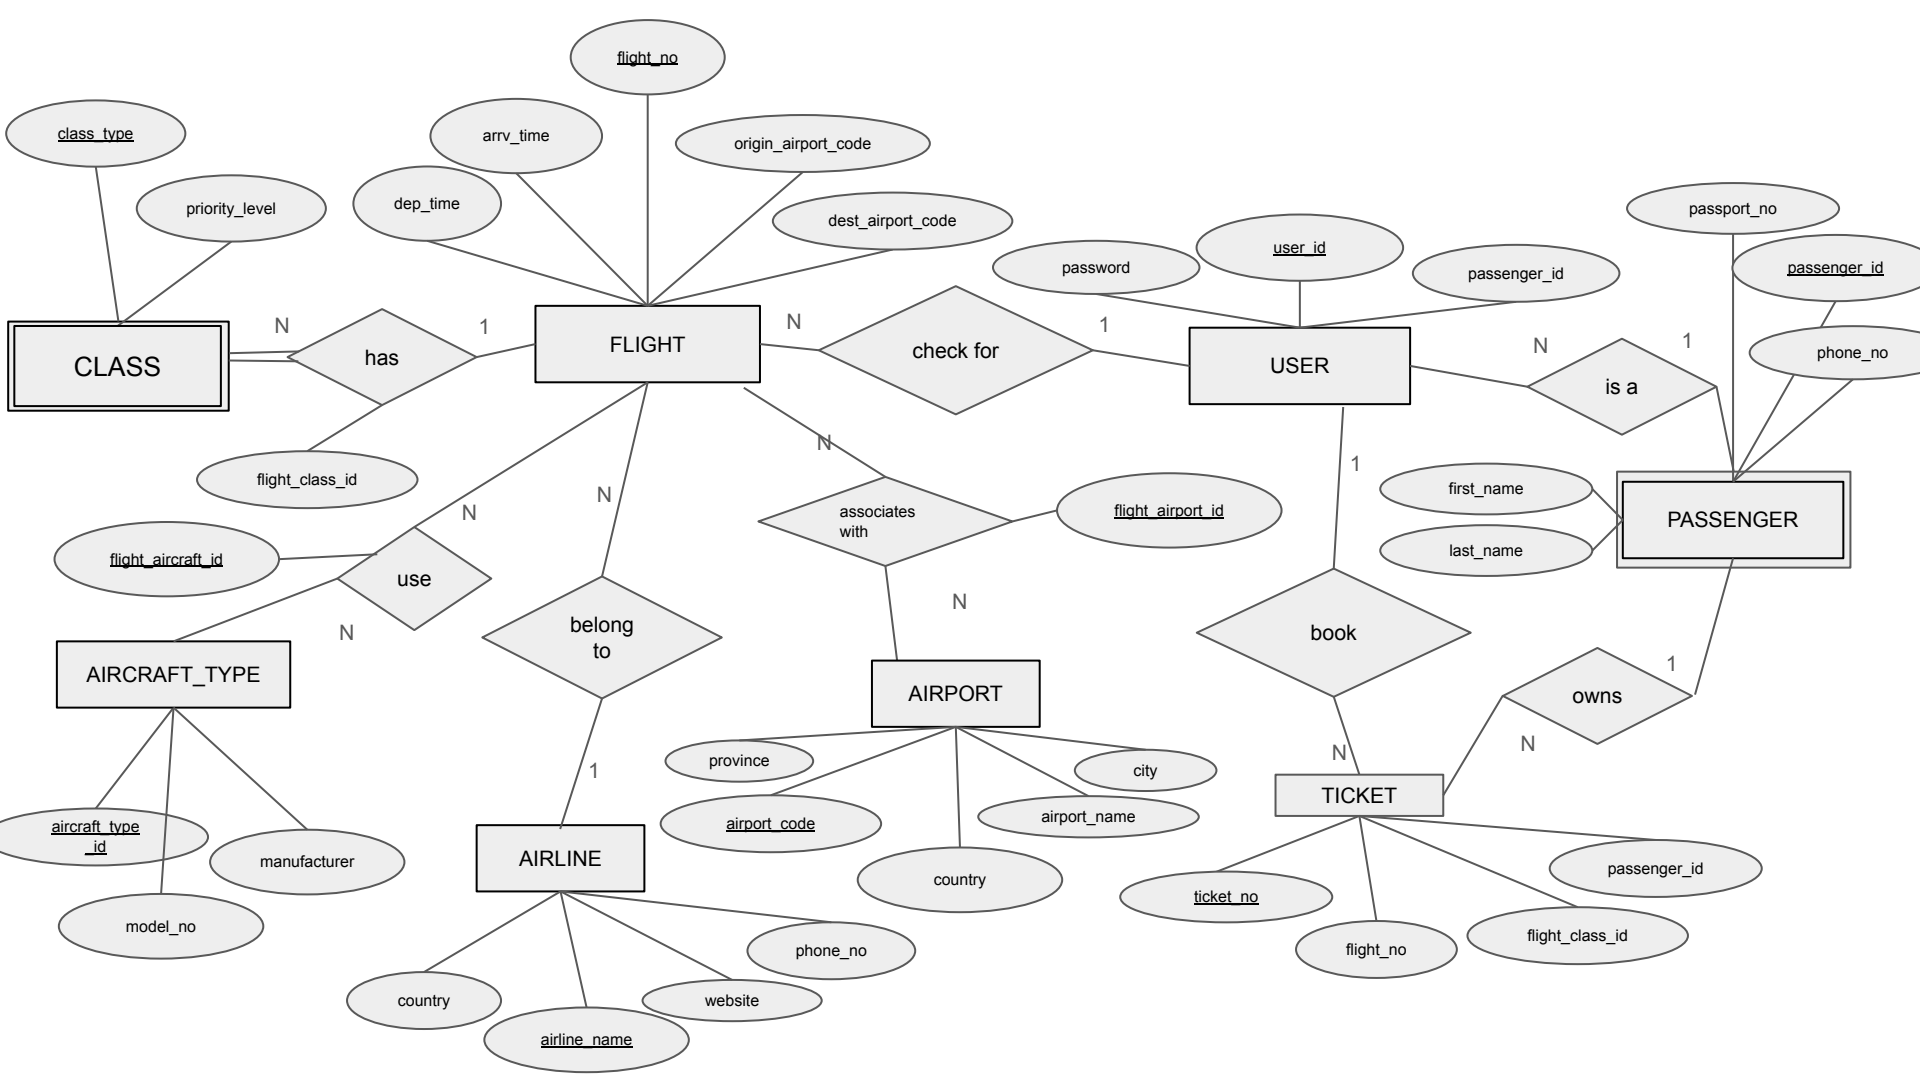 flight_no
class_type
arrv_time
origin_airport_code
priority_level
dep_time
dest_airport_code
passport_no
password
user_id
passenger_id
passenger_id
N
1
N
1
N
1
CLASS
has
FLIGHT
check for
USER
is a
phone_no
N
1
flight_class_id
N
N
associates
with
flight_airport_id
first_name
PASSENGER
last_name
flight_aircraft_id
use
N
N
belong
to
book
1
AIRCRAFT_TYPE
AIRPORT
owns
N
N
1
province
city
TICKET
aircraft_type
_id
airport_code
airport_name
manufacturer
AIRLINE
country
passenger_id
ticket_no
model_no
phone_no
flight_no
flight_class_id
country
website
airline_name